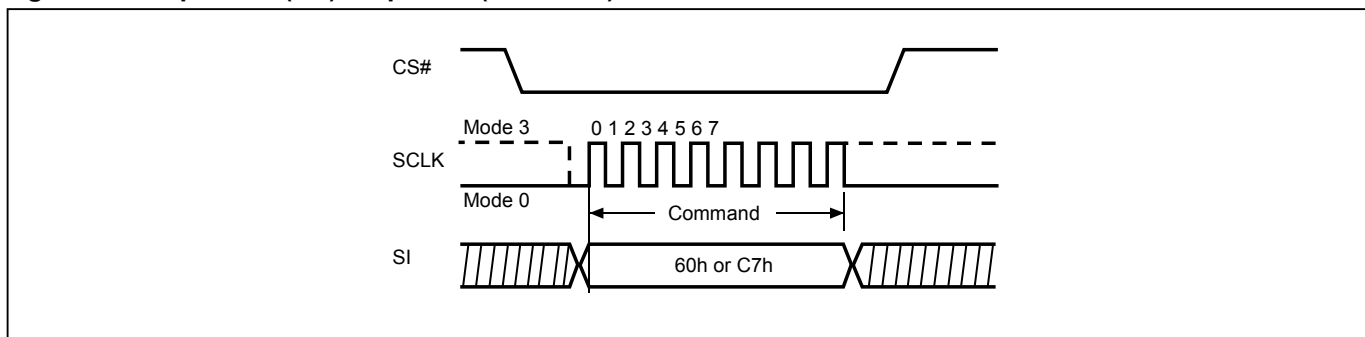 CS#
Mode 3
0 1 2 3 4 5 6 7
SCLK
Mode 0
Command
SI
60h or C7h